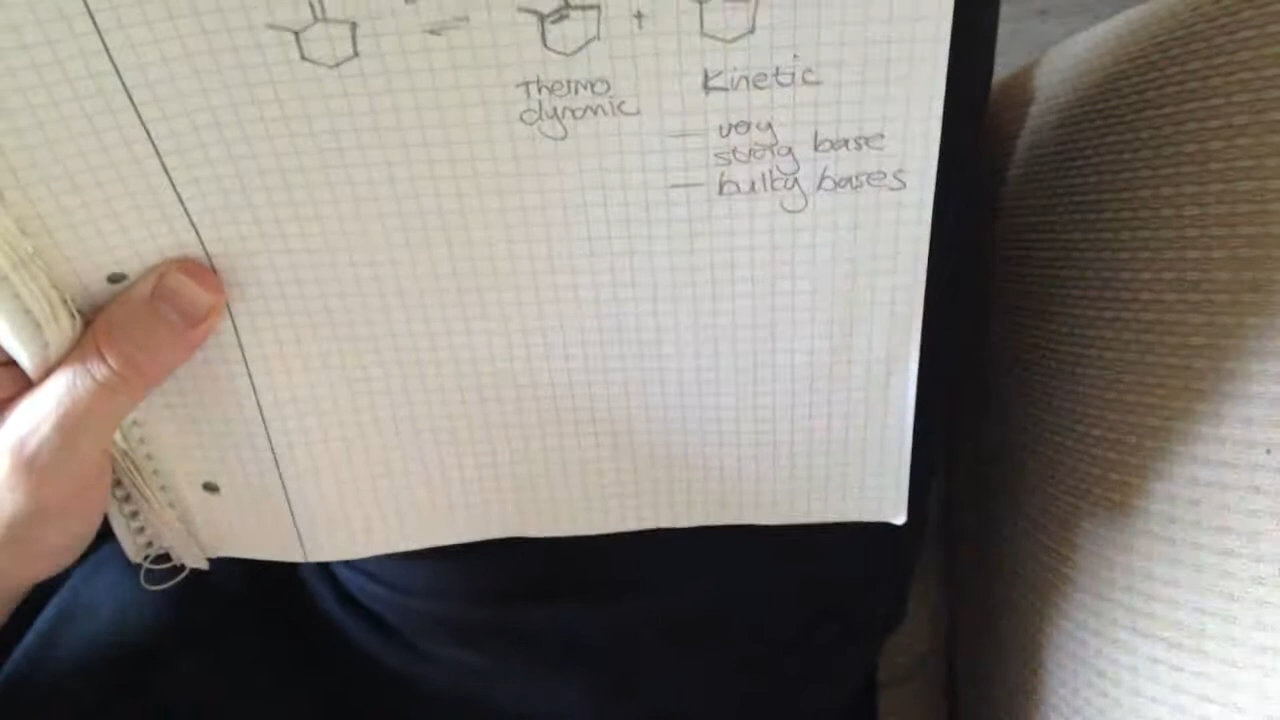 +
Thermo
dynamic
Kinetic
— very
strong base
— bulky bases